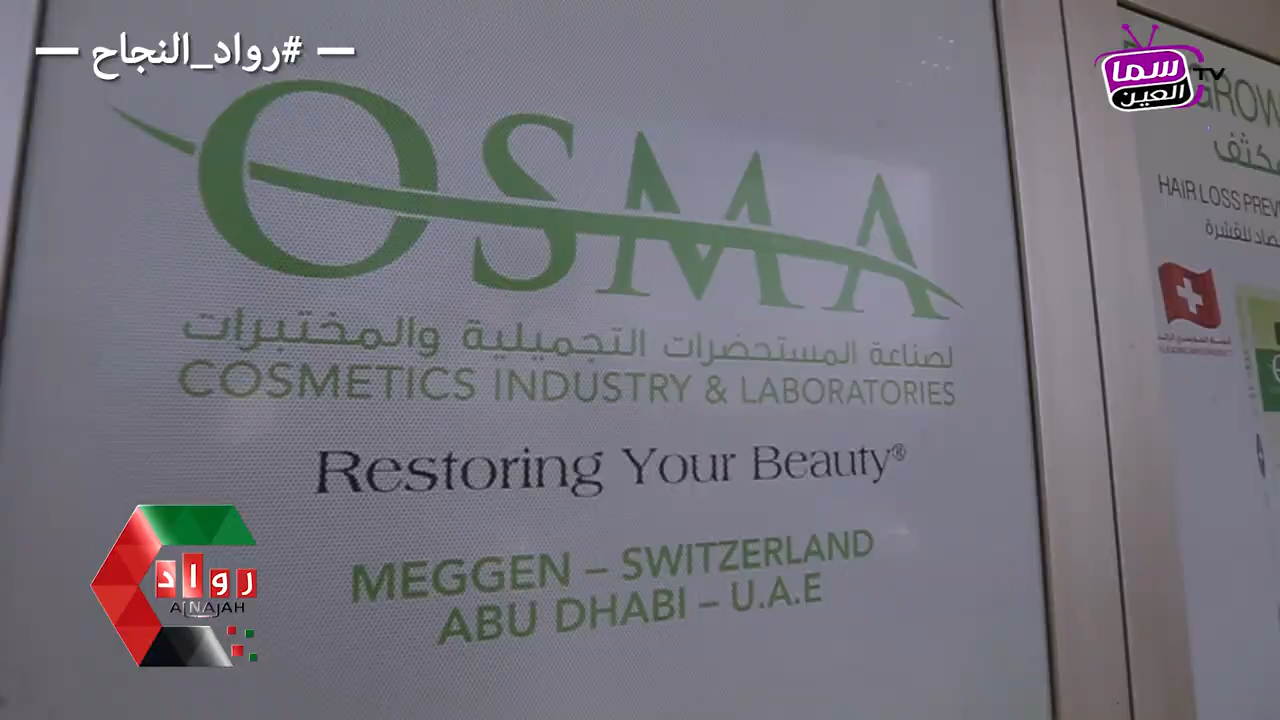 — #رواد_النجاح —
سما
العين
TV
OSMA
لصناعة المستحضرات التجميلية والمختبرات
COSMETICS INDUSTRY & LABORATORIES
Restoring Your Beauty®
MEGGEN – SWITZERLAND
ABU DHABI – U.A.E
رواد
ALNAJAH
HAIR LOSS